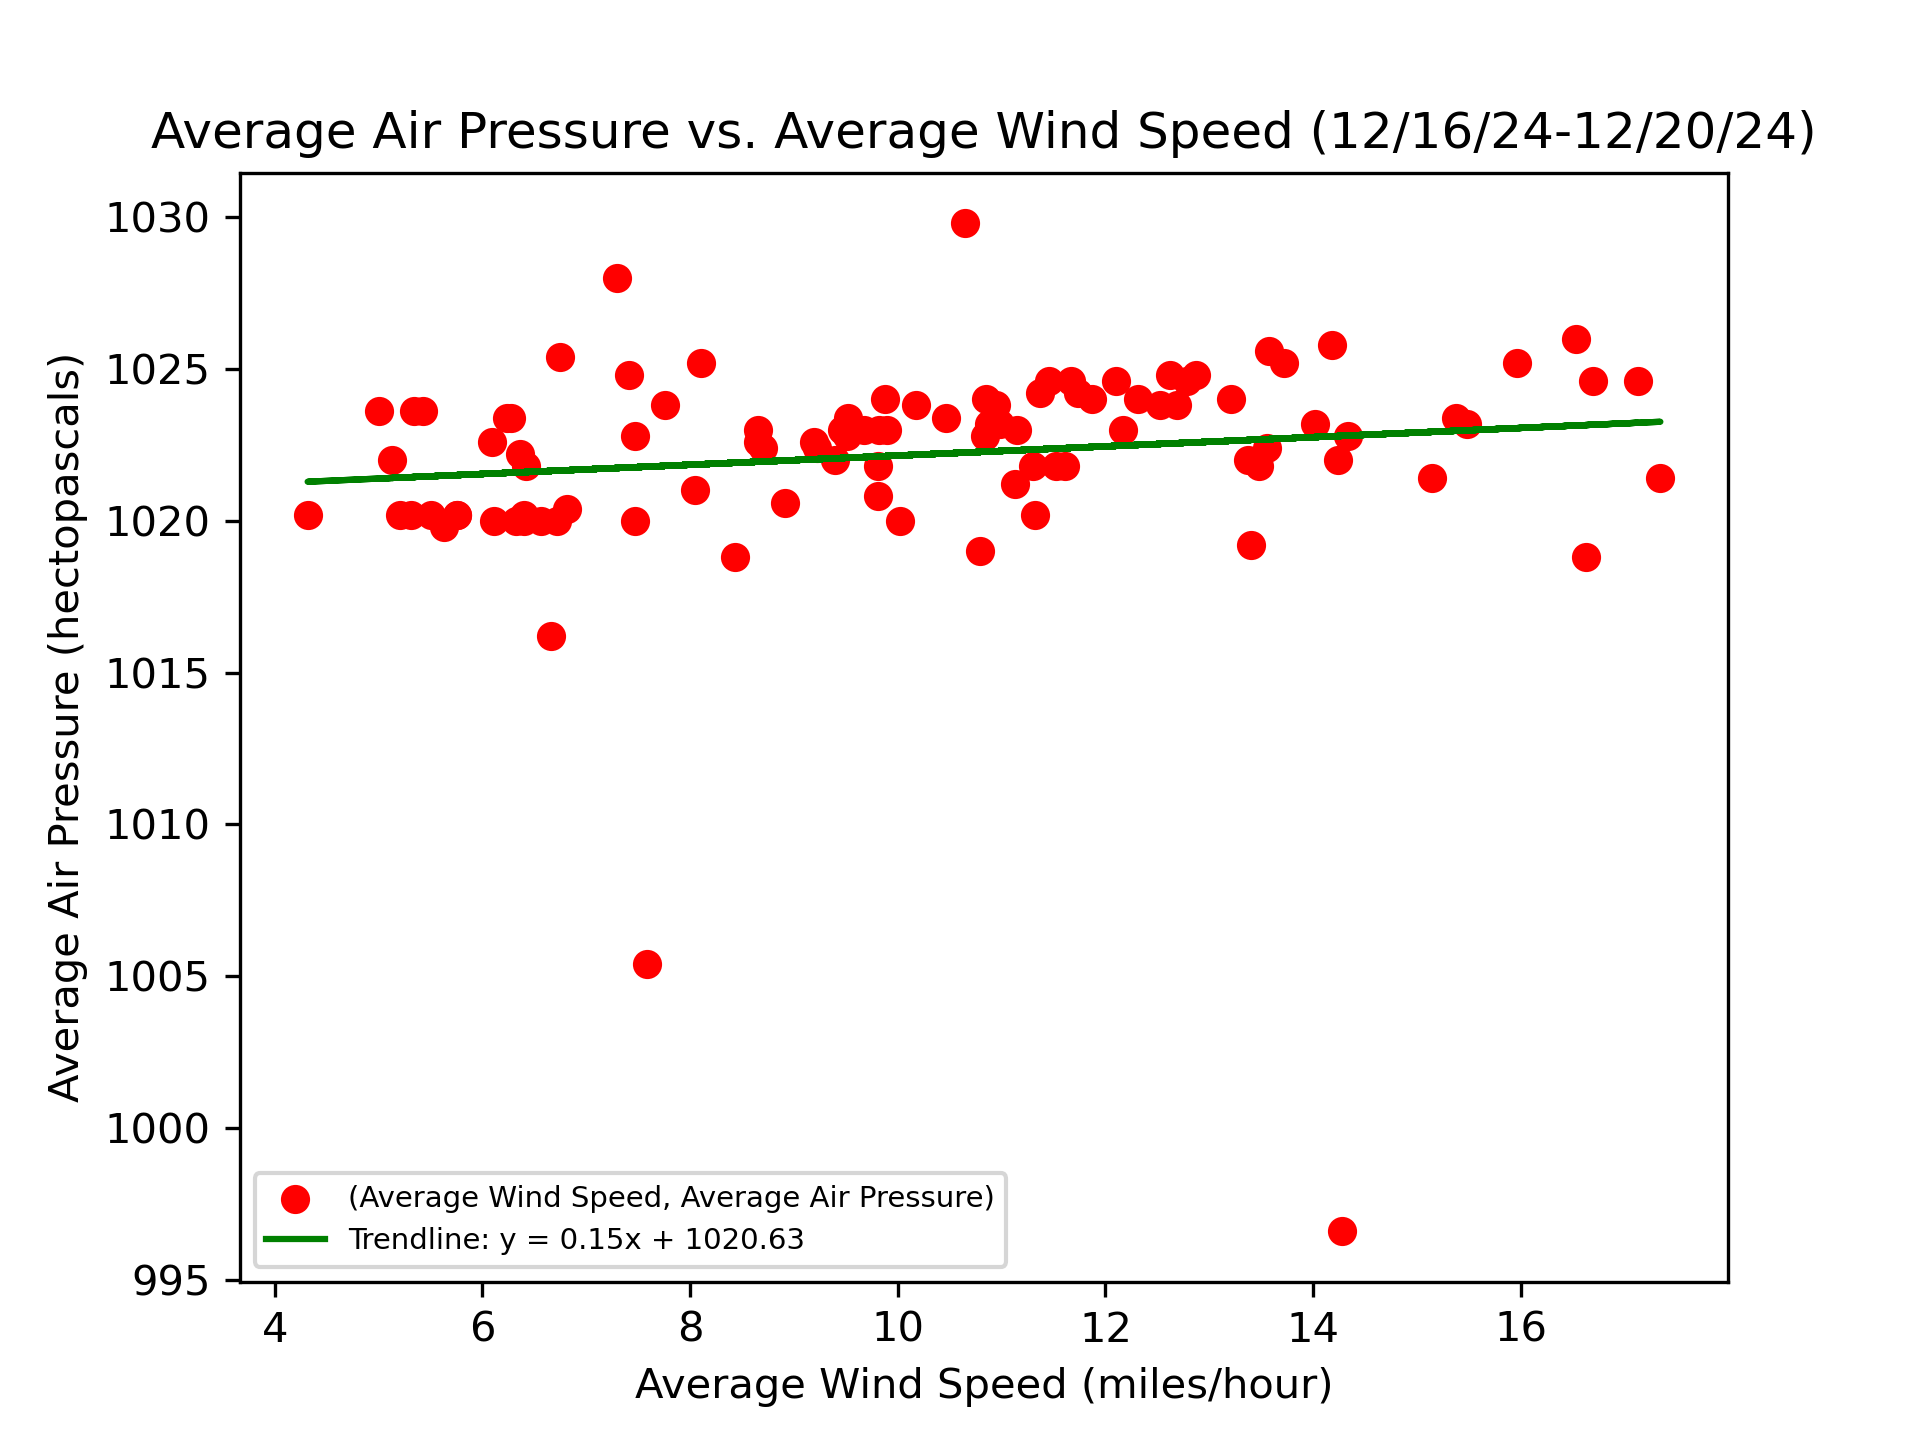 Average Air Pressure vs. Average Wind Speed (12/16/24-12/20/24)
Average Air Pressure (hectopascals)
1030
1025
1020
1015
1010
1005
1000
995
(Average Wind Speed, Average Air Pressure)
Trendline: y = 0.15x + 1020.63
4 6 8 10 12 14 16
Average Wind Speed (miles/hour)